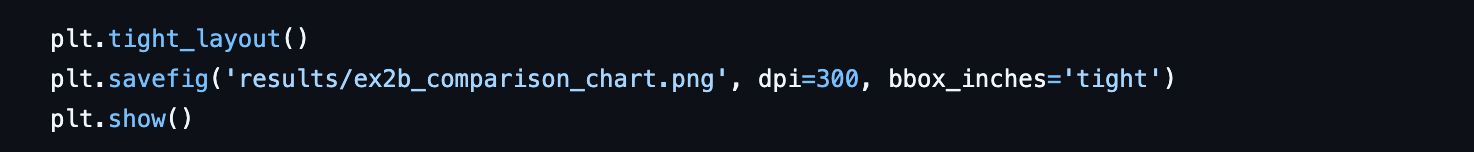 plt.tight_layout()
plt.savefig('results/ex2b_comparison_chart.png', dpi=300, bbox_inches='tight')
plt.show()